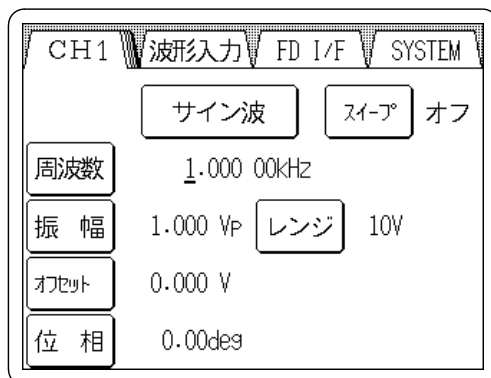 CH1 波形入力 FD I/F SYSTEM
サイン波 スイープ オフ
周波数 1.000 00kHz
振 幅 1.000 Vp レンジ 10V
オフセット 0.000 V
位 相 0.00deg